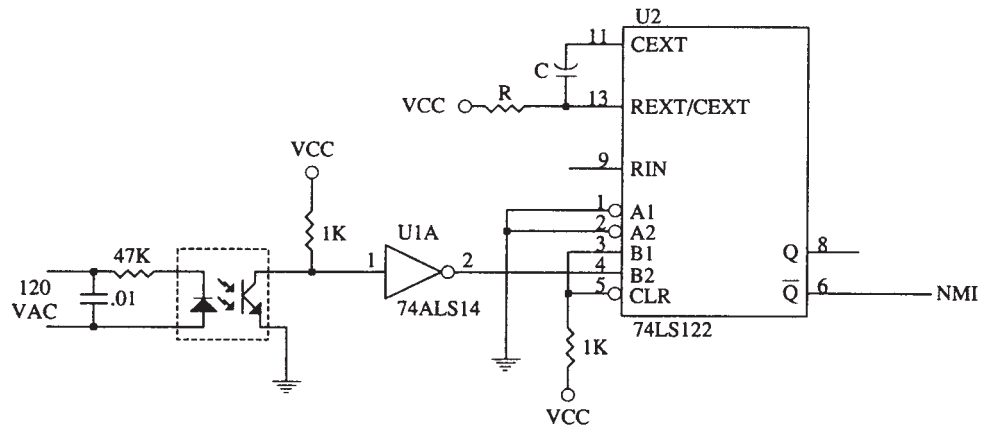 U2
11 CEXT
C
VCC R 13 REXT/CEXT
VCC
9 RIN
1 A1
1K U1A 2 A2
47K 3 B1 Q 8
1 2 4 B2
120 VAC .01 5 CLR Q 6 NMI
74ALS14
74LS122
1K
VCC